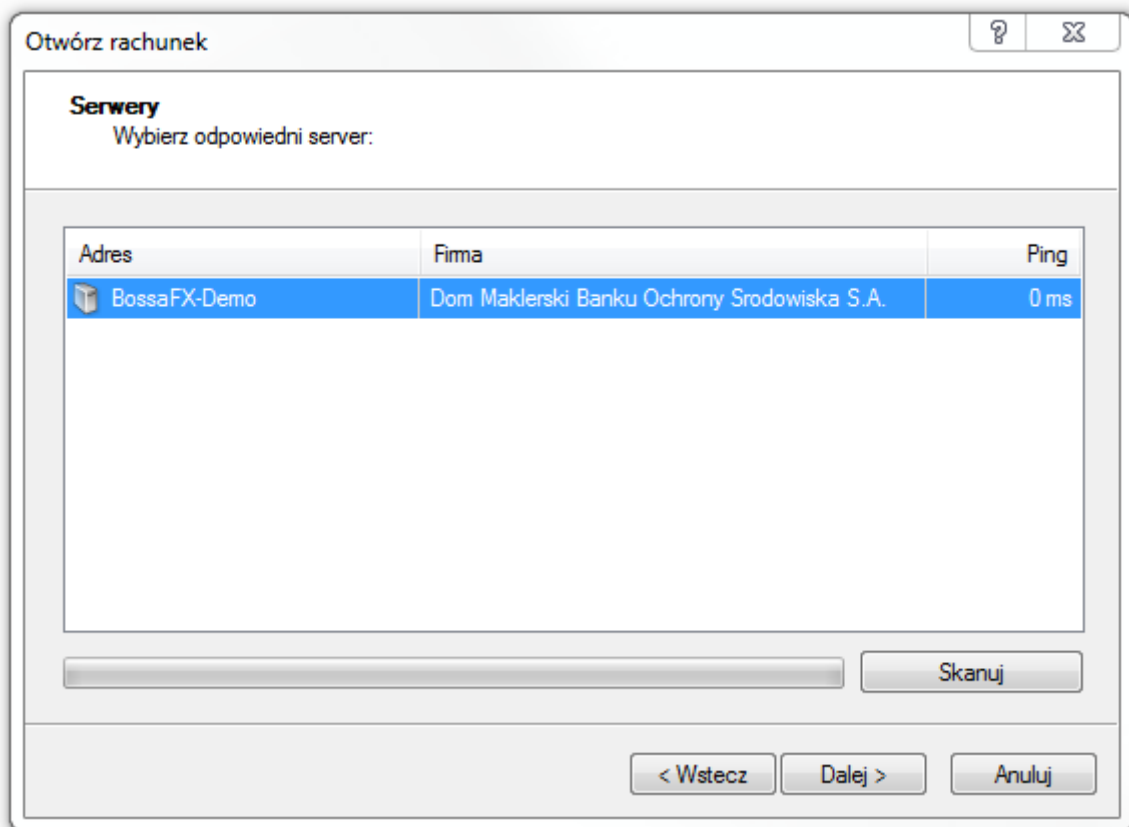 Otwórz rachunek
Serwery
Wybierz odpowiedni server:
Adres Firma Ping
BossaFX-Demo Dom Maklerski Banku Ochrony Srodowiska S.A. 0 ms
Skanuj
< Wstecz Dalej > Anuluj